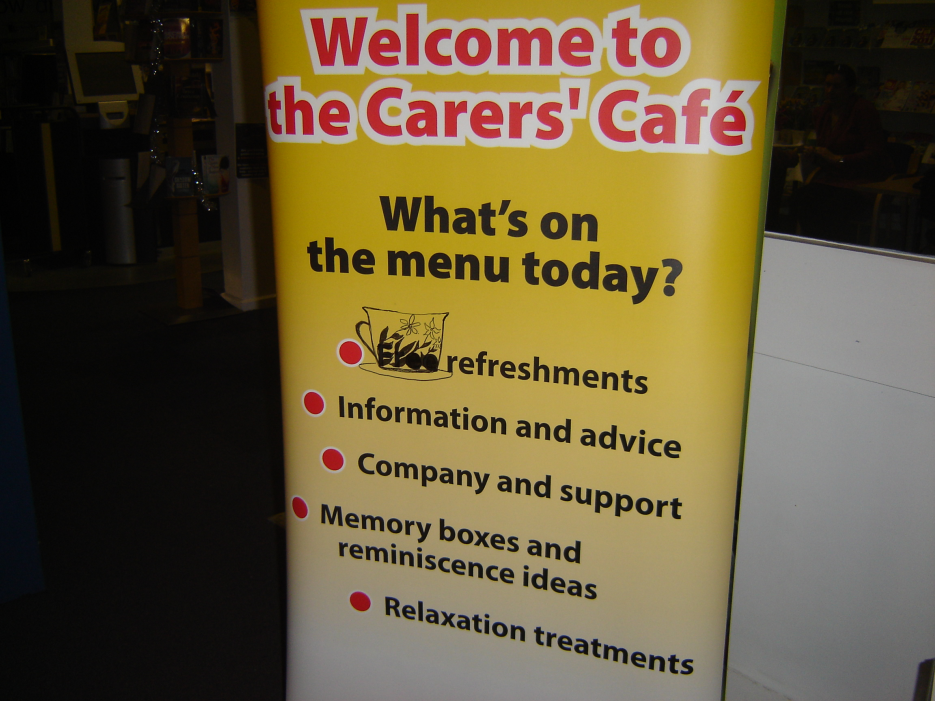 Welcome to
the Carers' Café
What's on
the menu today?
refreshments
Information and advice
Company and support
Memory boxes and
reminiscence ideas
Relaxation treatments